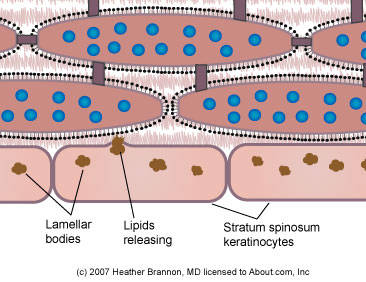 Lamellar
bodies
Lipids
releasing
Stratum spinosum
keratinocytes
(c) 2007 Heather Brannon, MD licensed to About.com, Inc